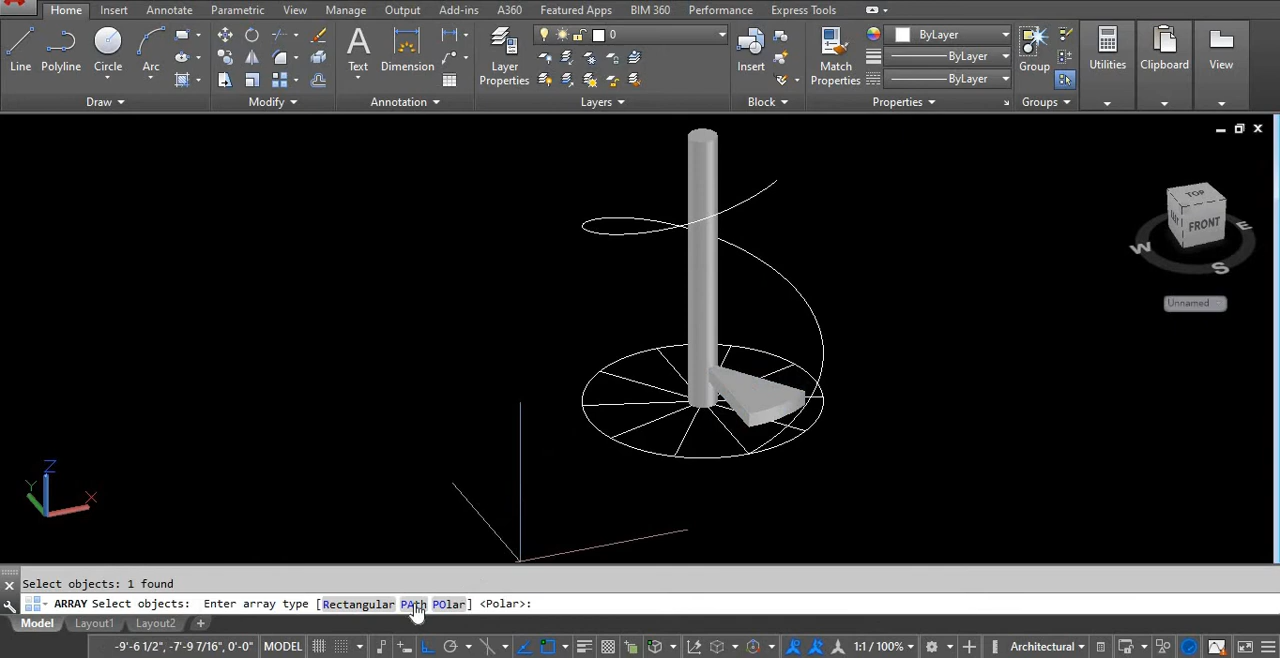 Home Insert Annotate Parametric View Manage Output Add-ins A360 Featured Apps BIM 360 Performance Express Tools
0
ByLayer
Line Polyline Circle Arc
Text Dimension
Layer Properties
Insert
Match Properties
ByLayer
ByLayer
Group
Utilities Clipboard View
Draw Modify Annotation Layers Block Properties Groups
TOP
FRONT
W S E
Unnamed
Z
Y X
Select objects: 1 found
ARRAY Select objects: Enter array type [Rectangular PAth POlar] <Polar>:
Model Layout1 Layout2 +
-9'-6 1/2", -7'-9 7/16", 0'-0" MODEL 1:1 / 100% Architectural